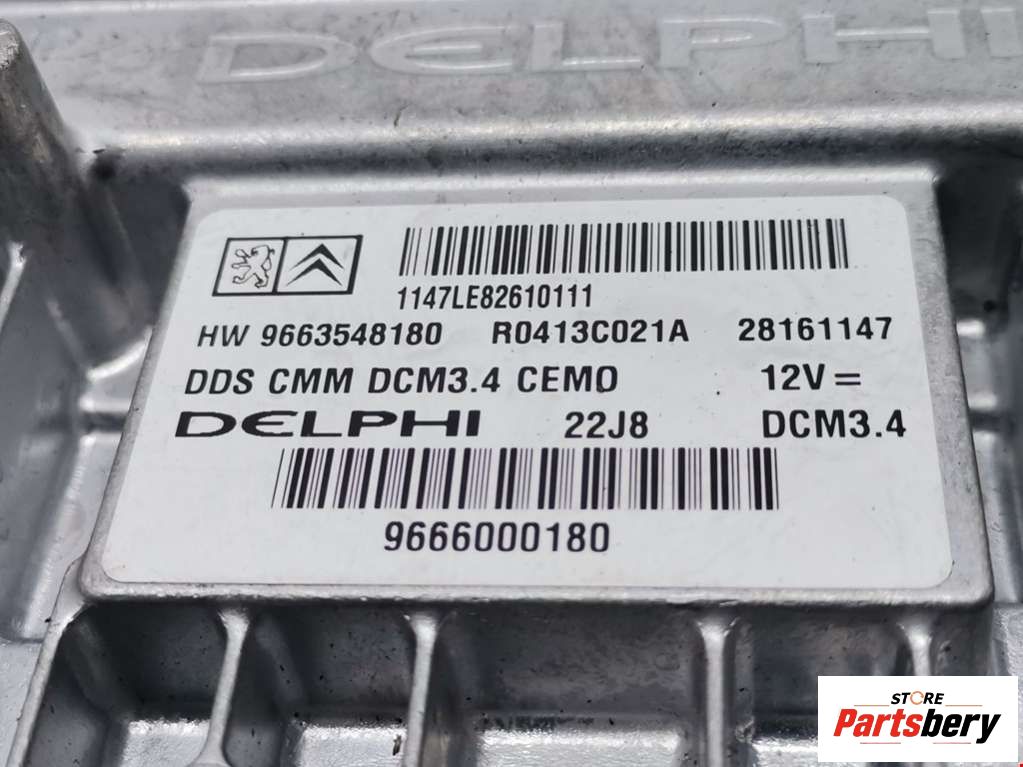 DELPHI
1147LE82610111
HW 9663548180 R0413C021A 28161147
DDS CMM DCM3.4 CEMO 12V =
DELPHI 22J8 DCM3.4
9666000180
STORE
Partsbery